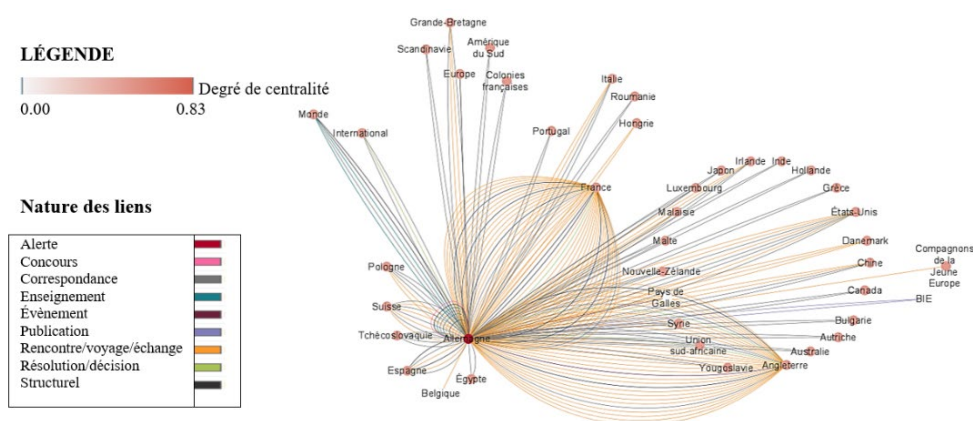 LÉGENDE
Degré de centralité
0.00
0.83
Nature des liens
Alerte
Concours
Correspondance
Enseignement
Évènement
Publication
Rencontre/voyage/échange
Résolution/décision
Structurel
Grande-Bretagne
Scandinavie
Amérique
du Sud
Europe
Colonies
françaises
Italie
Roumanie
Monde
International
Portugal
Hongrie
France
Japon
Irlande
Inde
Hollande
Luxembourg
Grèce
Malaisie
États-Unis
Malte
Danemark
Compagnons
de la
Jeune
Europe
Pologne
Nouvelle-Zélande
Chine
Pays de
Galles
Canada
BIE
Suisse
Syrie
Bulgarie
Tchécoslovaquie
Allemagne
Union
sud-africaine
Autriche
Australie
Espagne
Égypte
Yougoslavie
Angleterre
Belgique